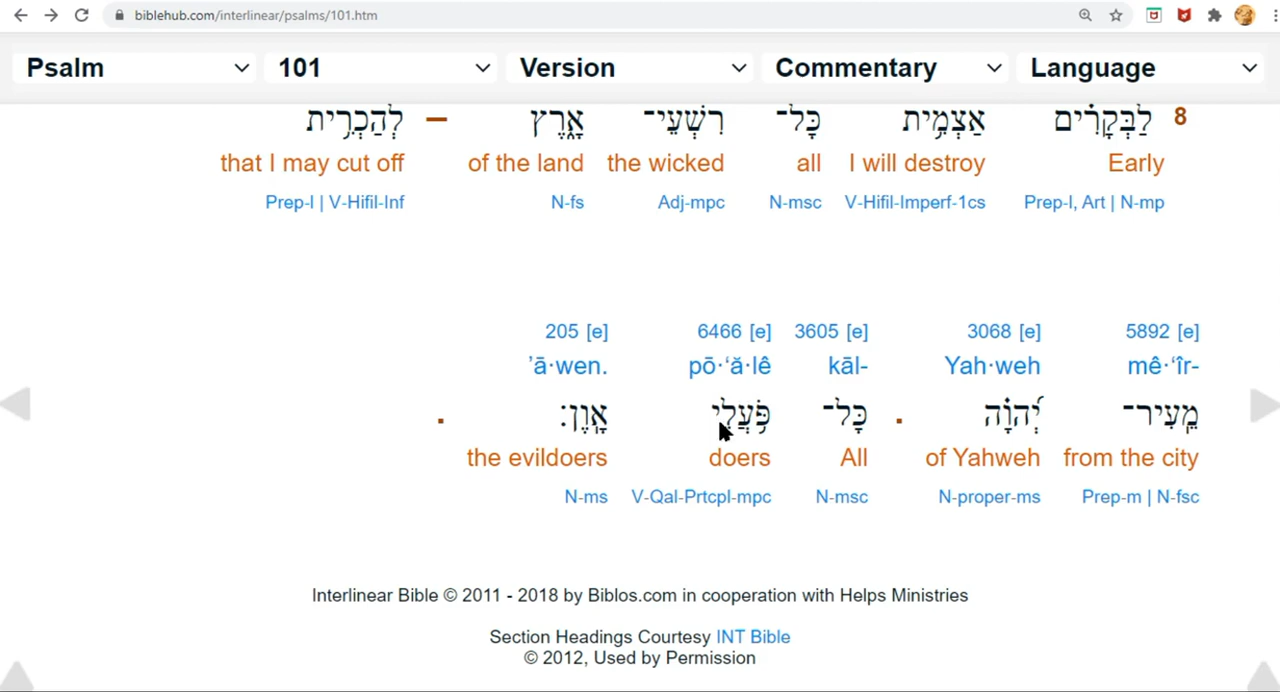 biblehub.com/interlinear/psalms/101.htm
Psalm 101 Version Commentary Language
8 לַבְּקָרִ֗ים אַצְמִ֥ית כָּל־ רִשְׁעֵי־ אָ֑רֶץ – לְהַכְרִ֥ית
that I may cut off of the land the wicked all I will destroy Early
Prep-l | V-Hifil-Inf N-fs Adj-mpc N-msc V-Hifil-Imperf-1cs Prep-l, Art | N-mp
205 [e] 6466 [e] 3605 [e] 3068 [e] 5892 [e]
’ā·wen. pō·‘ă·lê kāl- Yah·weh mê·‘îr-
מֵֽעִיר־ יְ֝הוָ֗ה . כָּל־ פֹּ֥עֲלֵי אָֽוֶן׃ .
the evildoers doers All of Yahweh from the city
N-ms V-Qal-Prtcpl-mpc N-msc N-proper-ms Prep-m | N-fsc
Interlinear Bible © 2011 - 2018 by Biblos.com in cooperation with Helps Ministries
Section Headings Courtesy INT Bible
© 2012, Used by Permission